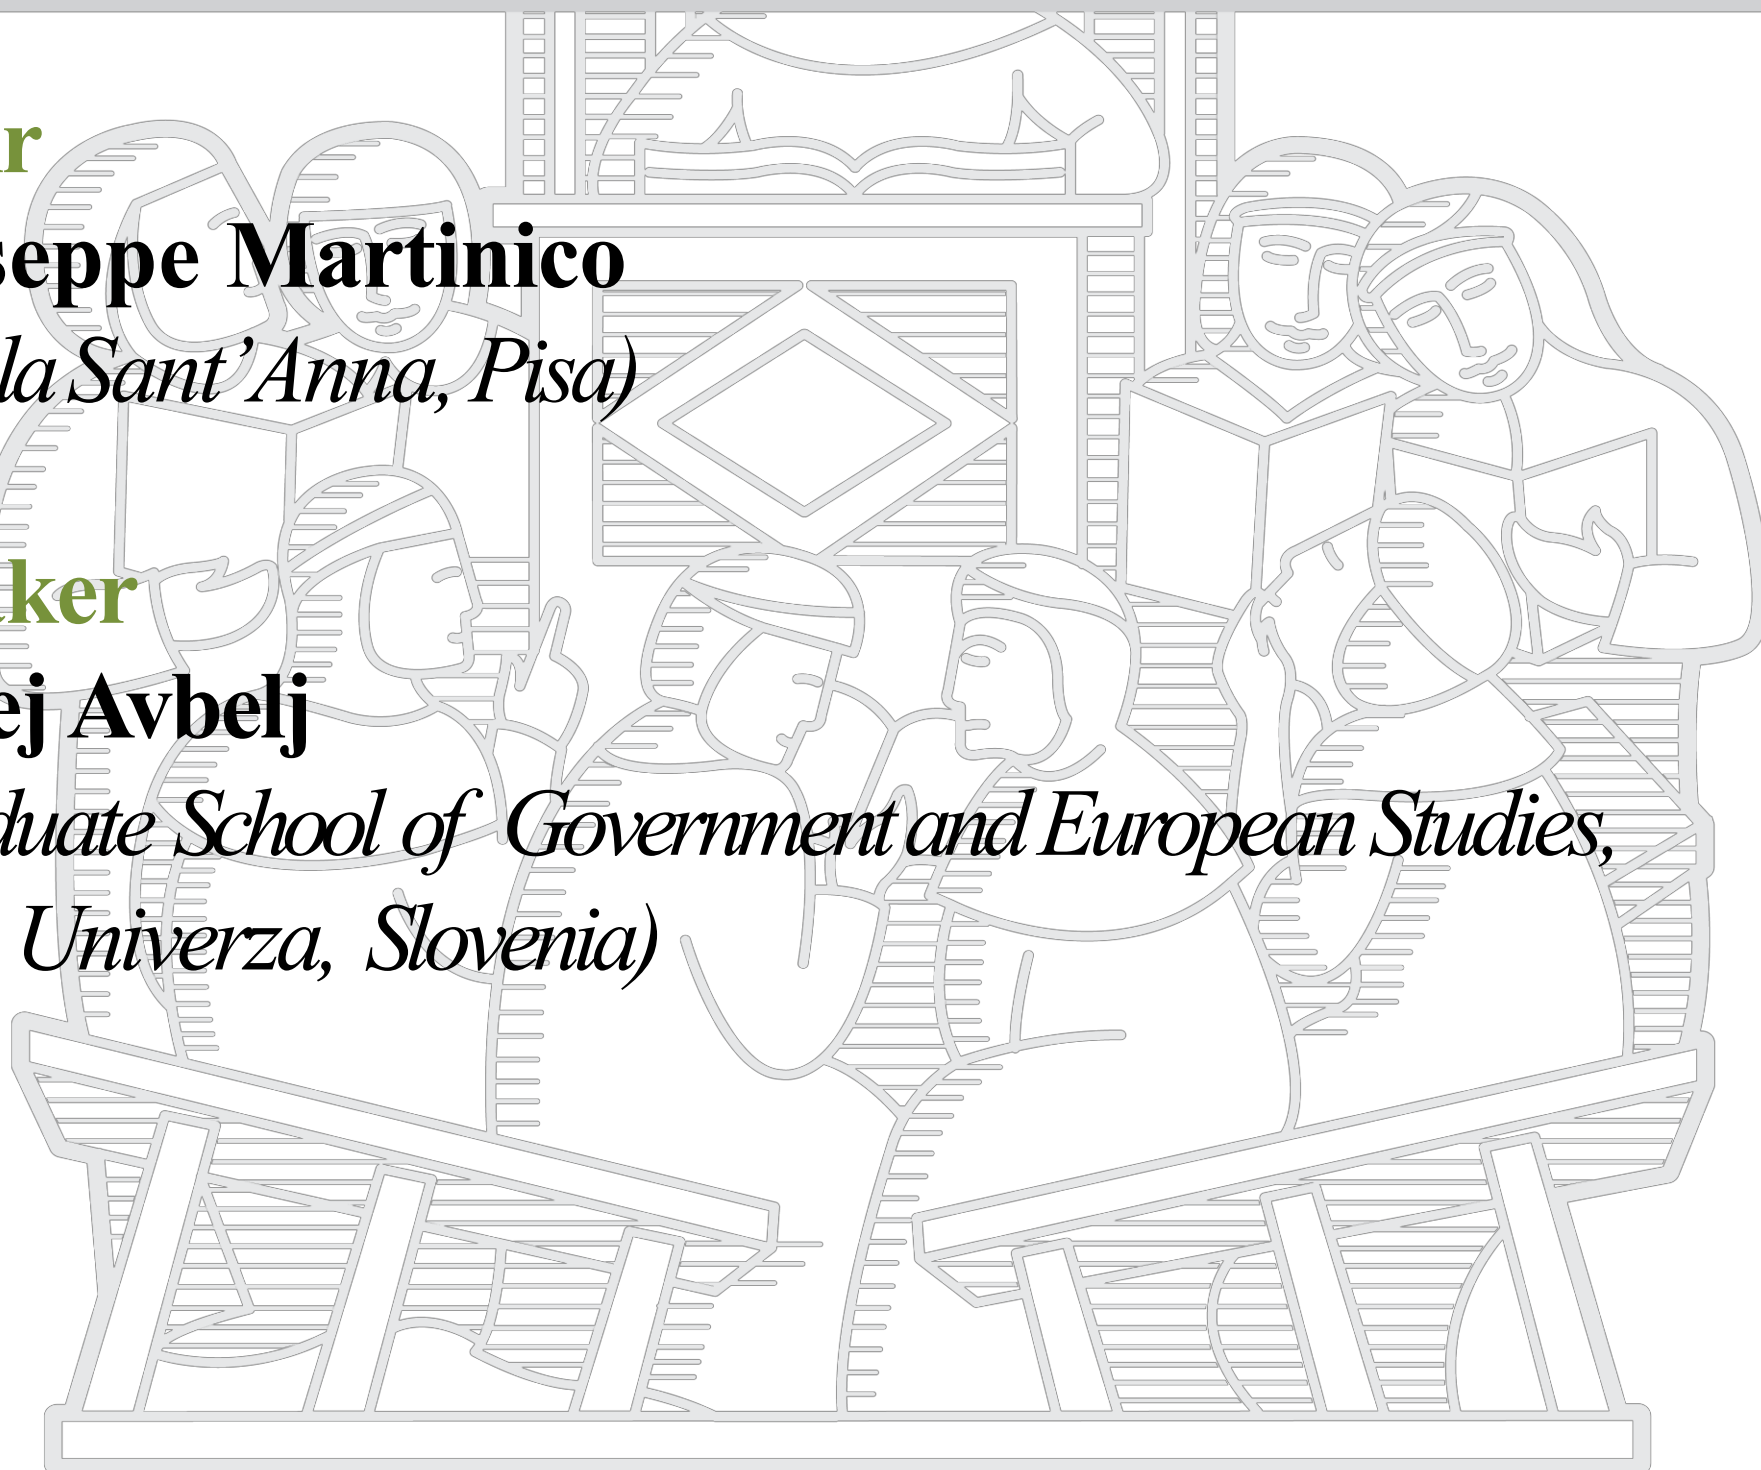 r
seppe Martinico
la Sant’Anna, Pisa)
ker
ej Avbelj
duate School of Government and European Studies,
Univerza, Slovenia)